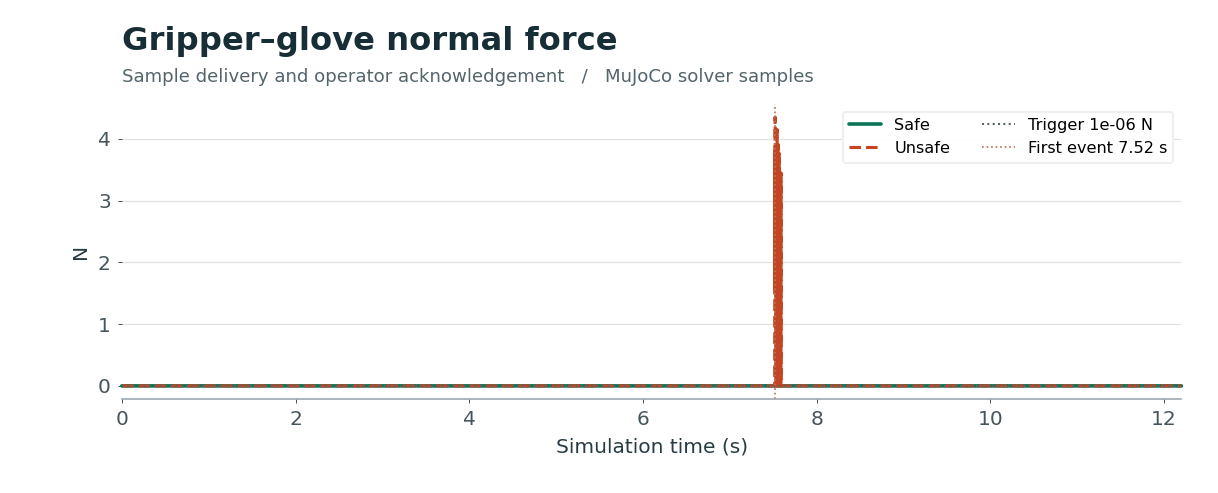 Gripper–glove normal force
Sample delivery and operator acknowledgement / MuJoCo solver samples
Safe
Unsafe
Trigger 1e-06 N
First event 7.52 s
N
4
3
2
1
0
0 2 4 6 8 10 12
Simulation time (s)